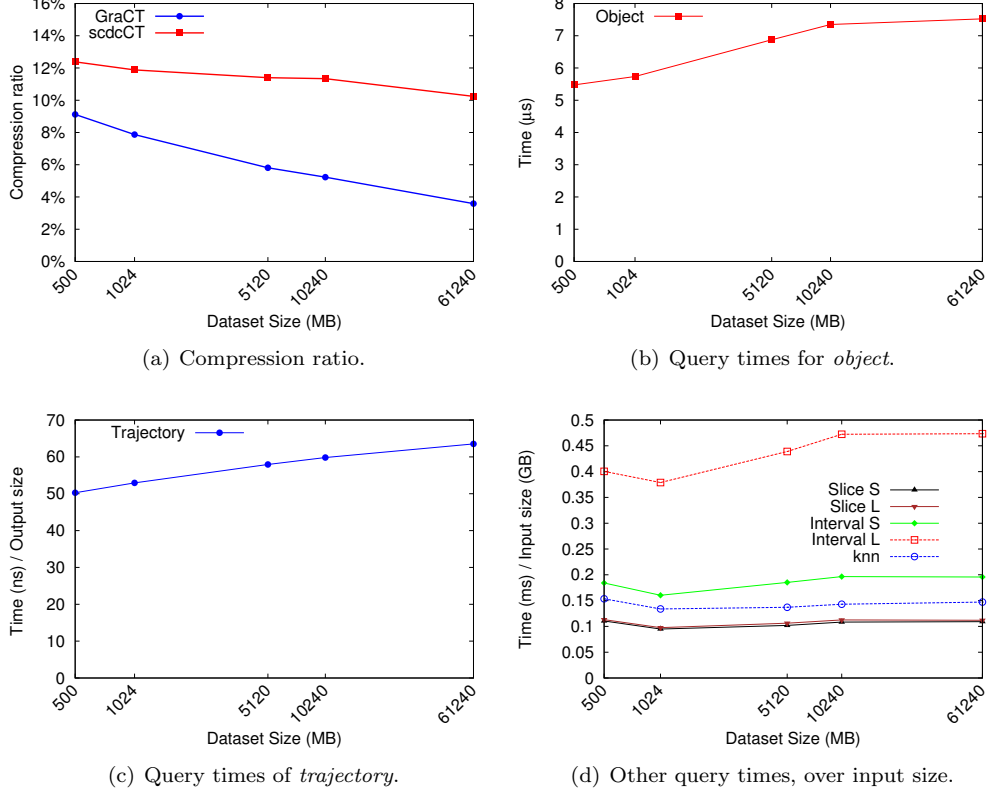 16%
14%
12%
10%
8%
6%
4%
2%
0%
Compression ratio
GraCT
scdcCT
500
1024
5120
10240
61240
Dataset Size (MB)
(a) Compression ratio.
8
7
6
5
4
3
2
1
0
Time (µs)
Object
500
1024
5120
10240
61240
Dataset Size (MB)
(b) Query times for object.
70
60
50
40
30
20
10
0
Time (ns) / Output size
Trajectory
500
1024
5120
10240
61240
Dataset Size (MB)
(c) Query times of trajectory.
0.5
0.45
0.4
0.35
0.3
0.25
0.2
0.15
0.1
0.05
0
Time (ms) / Input size (GB)
Slice S
Slice L
Interval S
Interval L
knn
500
1024
5120
10240
61240
Dataset Size (MB)
(d) Other query times, over input size.